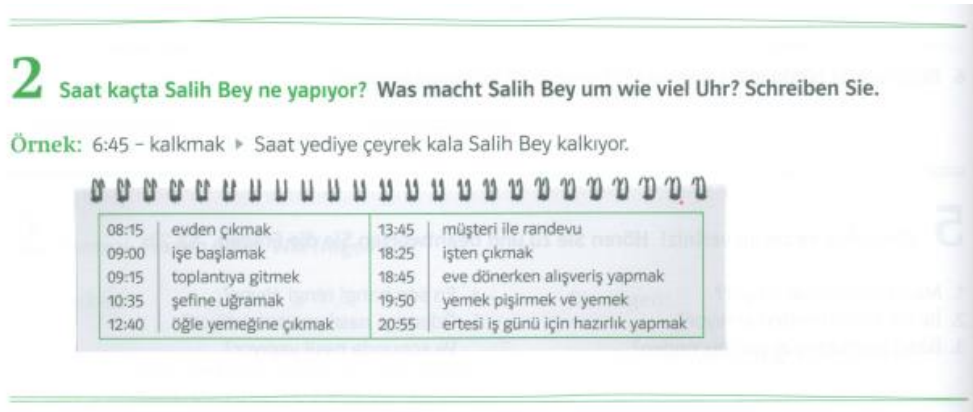 2 Saat kaçta Salih Bey ne yapıyor? Was macht Salih Bey um wie viel Uhr? Schreiben Sie.
Örnek: 6:45 – kalkmak ▸ Saat yediye çeyrek kala Salih Bey kalkıyor.
08:15 evden çıkmak
09:00 işe başlamak
09:15 toplantıya gitmek
10:35 şefine uğramak
12:40 öğle yemeğine çıkmak
13:45 müşteri ile randevu
18:25 işten çıkmak
18:45 eve dönerken alışveriş yapmak
19:50 yemek pişirmek ve yemek
20:55 ertesi iş günü için hazırlık yapmak